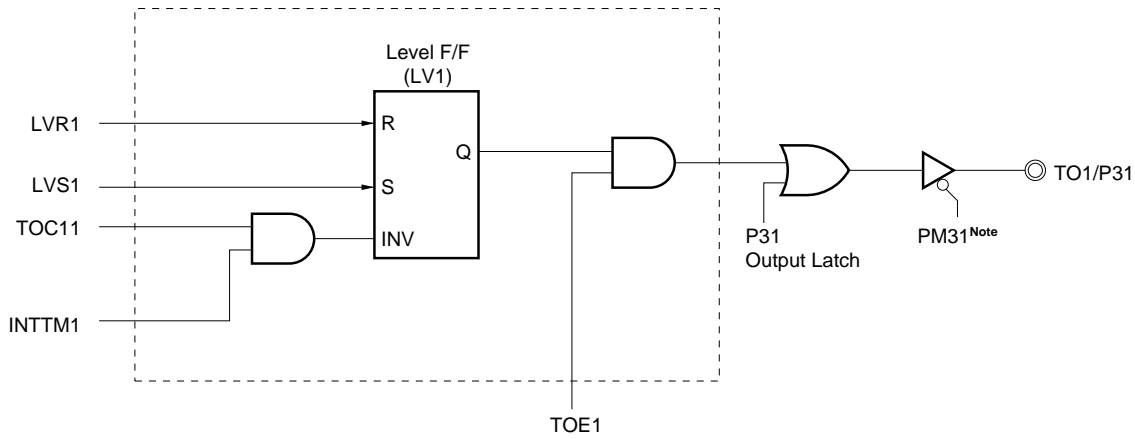 Level F/F
(LV1)
LVR1
R
Q
LVS1
S
TO1/P31
TOC11
INV
P31
Output Latch
PM31Note
INTTM1
TOE1